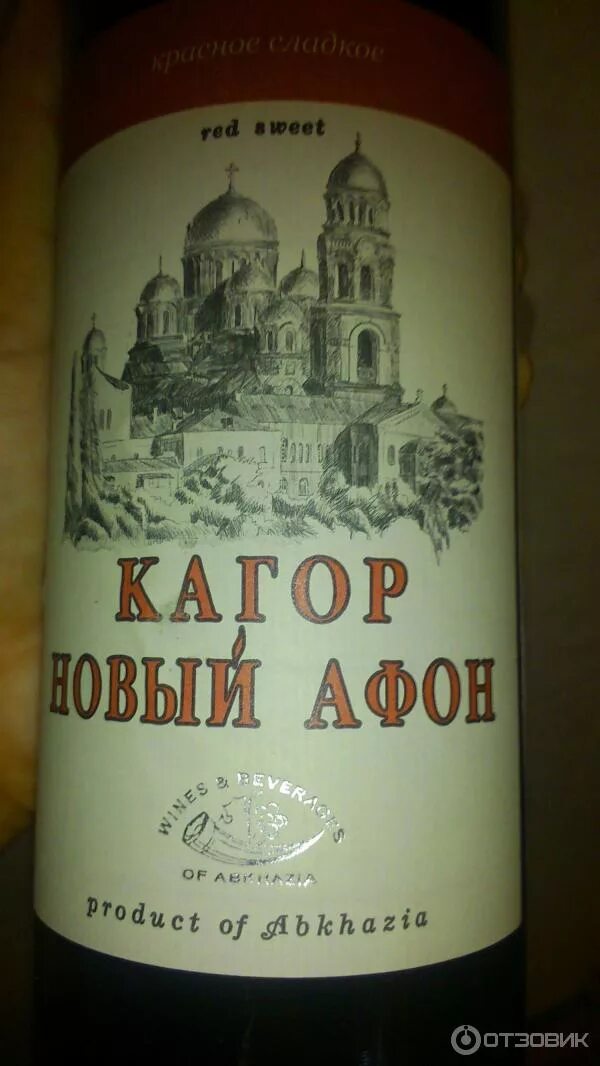 красное сладкое
red sweet
КАГОР
НОВЫЙ АФОН
WINES & BEVERAGES
OF ABKHAZIA
product of Abkhazia
ОТЗОВИК